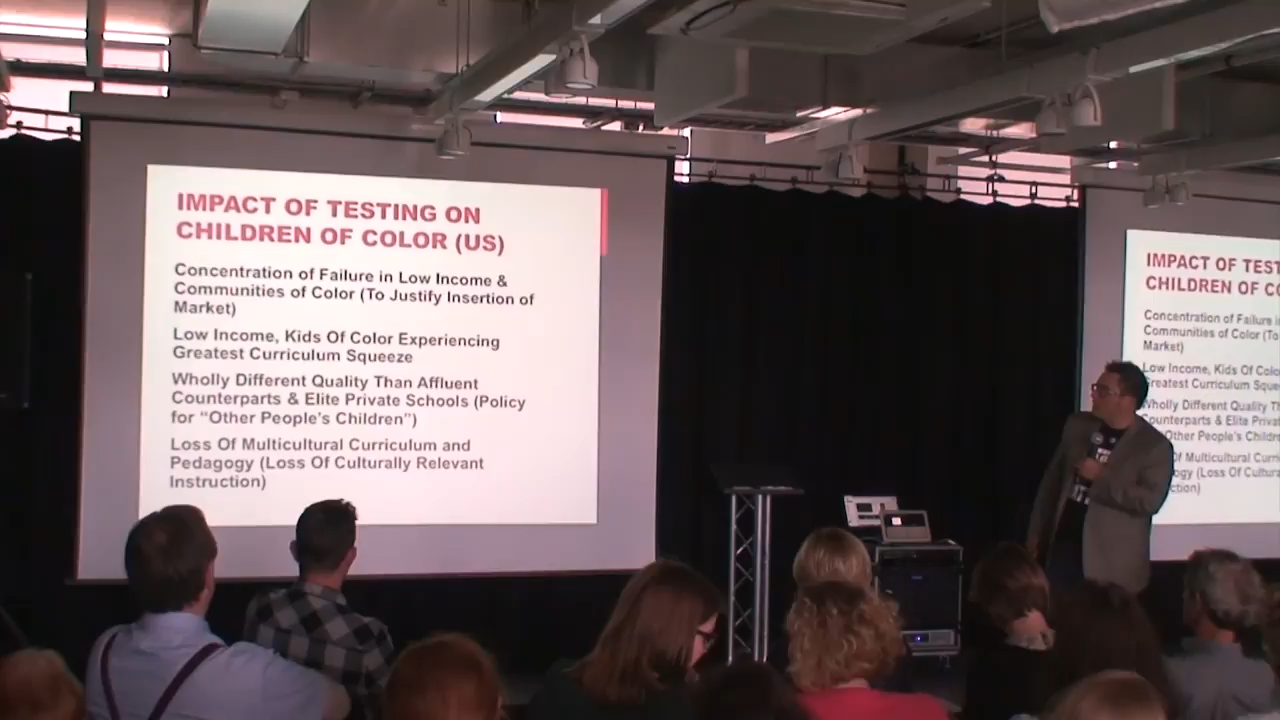 IMPACT OF TESTING ON
CHILDREN OF COLOR (US)
Concentration of Failure in Low Income &
Communities of Color (To Justify Insertion of
Market)
Low Income, Kids Of Color Experiencing
Greatest Curriculum Squeeze
Wholly Different Quality Than Affluent
Counterparts & Elite Private Schools (Policy
for “Other People’s Children”)
Loss Of Multicultural Curriculum and
Pedagogy (Loss Of Culturally Relevant
Instruction)
IMPACT OF TEST
CHILDREN OF CO
Concentration of Failure i
Communities of Color (To
Market)
Low Income, Kids Of Colo
Greatest Curriculum Sque
Wholly Different Quality Th
Counterparts & Elite Privat
Other People's Childre
Of Multicultural Curri
ogy (Loss Of Cultura
ction)